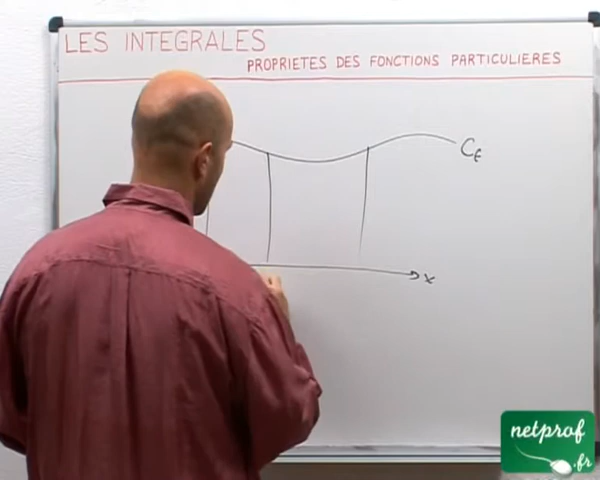 LES INTEGRALES
PROPRIETES DES FONCTIONS PARTICULIERES
Cf
x
netprof
.fr